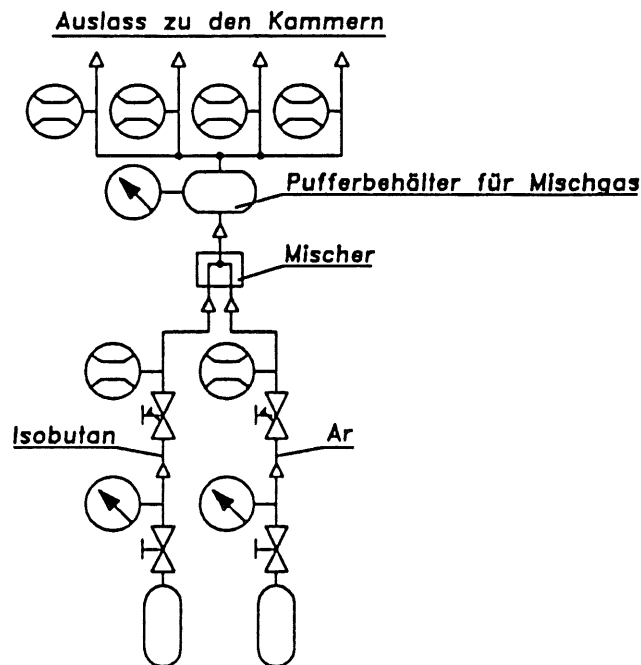 Auslass zu den Kammern
Pufferbehälter für Mischgas
Mischer
Isobutan
Ar